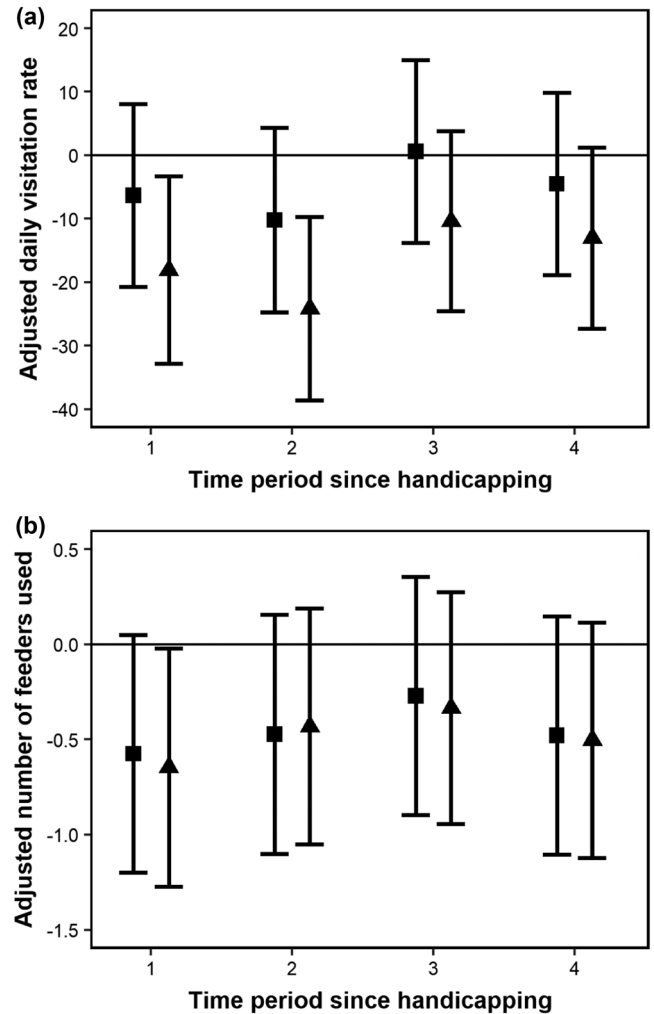 (a)
Adjusted daily visitation rate
20
10
0
-10
-20
-30
-40
1 2 3 4
Time period since handicapping
(b)
Adjusted number of feeders used
0.5
0.0
-0.5
-1.0
-1.5
1 2 3 4
Time period since handicapping